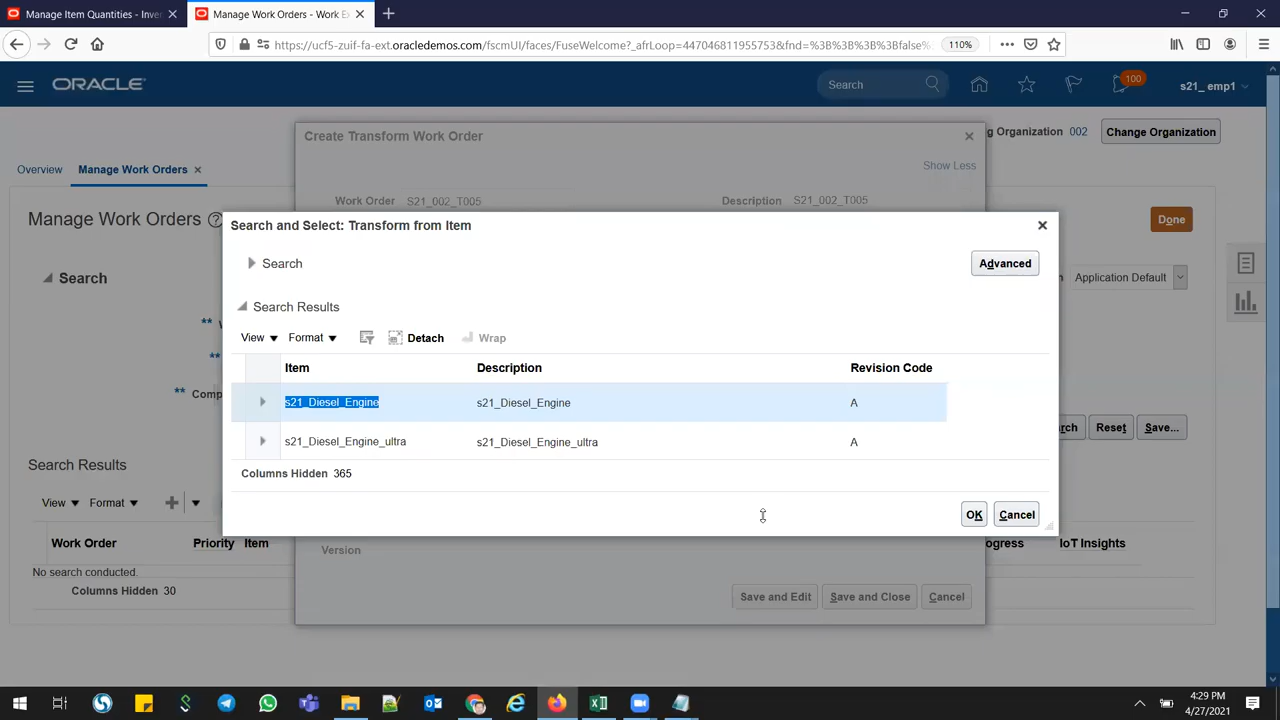 Manage Item Quantities - Inver
Manage Work Orders - Work Ex
https://ucf5-zuif-fa-ext.oracledemos.com/fscmUI/faces/FuseWelcome?_afrLoop=447046811955753&fnd=%3B%3B%3B%3Bfalse%
110%
ORACLE
Search
100
s21_ emp1
Create Transform Work Order
g Organization 002
Change Organization
Overview
Manage Work Orders
Show Less
Work Order S21_002_T005
Description S21_002_T005
Manage Work Orders
Done
Search and Select: Transform from Item
Search
Advanced
Search
Application Default
Search Results
View
Format
Detach
Wrap
Item
Description
Revision Code
** Comp
s21_Diesel_Engine
s21_Diesel_Engine
A
rch
Reset
Save...
s21_Diesel_Engine_ultra
s21_Diesel_Engine_ultra
A
Search Results
Columns Hidden 365
View
Format
OK
Cancel
Work Order
Priority
Item
Version
ogress
IoT Insights
No search conducted.
Columns Hidden 30
Save and Edit
Save and Close
Cancel
4:29 PM
4/27/2021